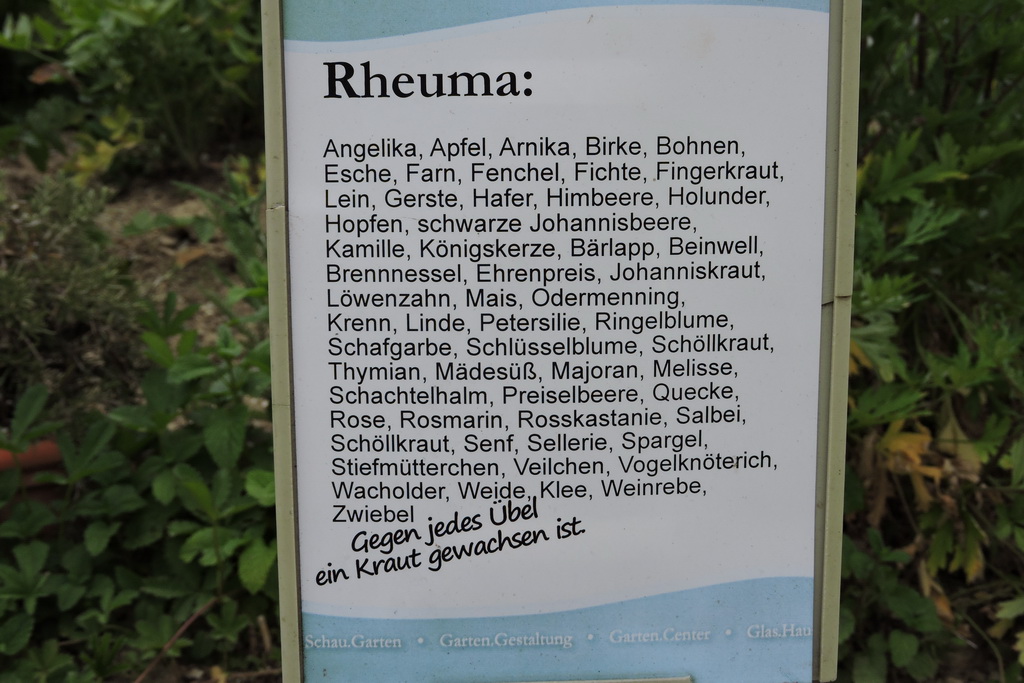 Rheuma:
Angelika, Apfel, Arnika, Birke, Bohnen,
Esche, Farn, Fenchel, Fichte, Fingerkraut,
Lein, Gerste, Hafer, Himbeere, Holunder,
Hopfen, schwarze Johannisbeere,
Kamille, Königskerze, Bärlapp, Beinwell,
Brennnessel, Ehrenpreis, Johanniskraut,
Löwenzahn, Mais, Odermenning,
Krenn, Linde, Petersilie, Ringelblume,
Schafgarbe, Schlüsselblume, Schöllkraut,
Thymian, Mädesüß, Majoran, Melisse,
Schachtelhalm, Preiselbeere, Quecke,
Rose, Rosmarin, Rosskastanie, Salbei,
Schöllkraut, Senf, Sellerie, Spargel,
Stiefmütterchen, Veilchen, Vogelknöterich,
Wacholder, Weide, Klee, Weinrebe,
Zwiebel
Gegen jedes Übel
ein Kraut gewachsen ist.
Schau.Garten • Garten.Gestaltung • Garten.Center • Glas.Hau